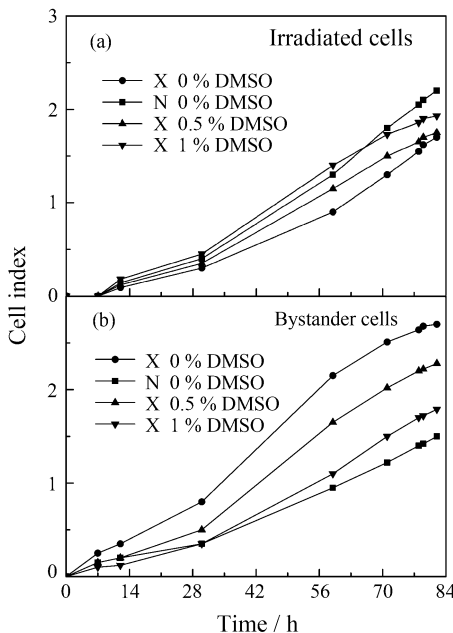 (a)
Irradiated cells
X 0 % DMSO
N 0 % DMSO
X 0.5 % DMSO
X 1 % DMSO
3
2
1
0
Cell index
(b)
Bystander cells
X 0 % DMSO
N 0 % DMSO
X 0.5 % DMSO
X 1 % DMSO
2
1
0
0 14 28 42 56 70 84
Time / h